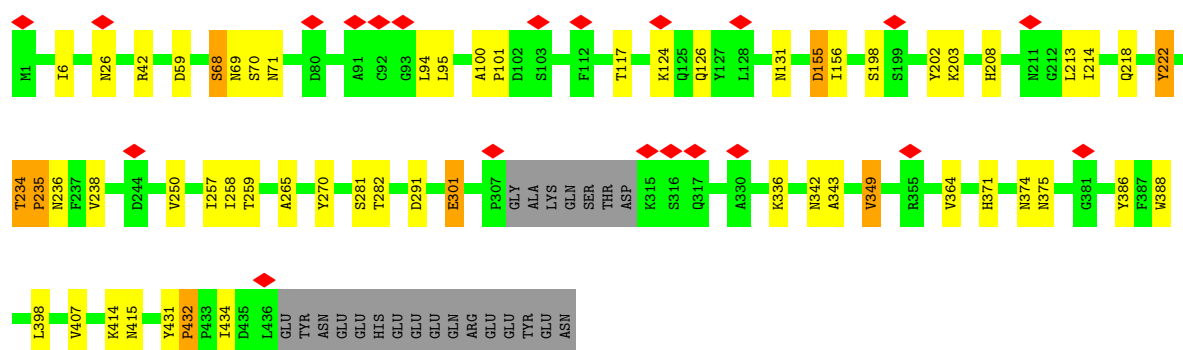 M1 I6 N26 R42 D59 S68 N69 S70 N71 D80 A91 C92 G93 L94 L95 A100 P101 D102 S103 F112 T117 K124 Q125 Q126 Y127 L128 N131 D155 I156 S198 S199 Y202 K203 H208 N211 G212 L213 I214 Q218 Y222
T234 P235 N236 F237 V238 D244 V250 I257 I258 T259 A265 Y270 S281 T282 D291 E301 P307 GLY ALA LYS GLN SER THR ASP K315 S316 Q317 A330 K336 N342 A343 V349 R355 V364 H371 N374 N375 G381 Y386 F387 W388
L398 V407 K414 N415 Y431 P432 P433 I434 D435 L436 GLU TYR ASN GLU GLU HIS GLU GLU GLU GLN ARG GLU GLU TYR GLU ASN